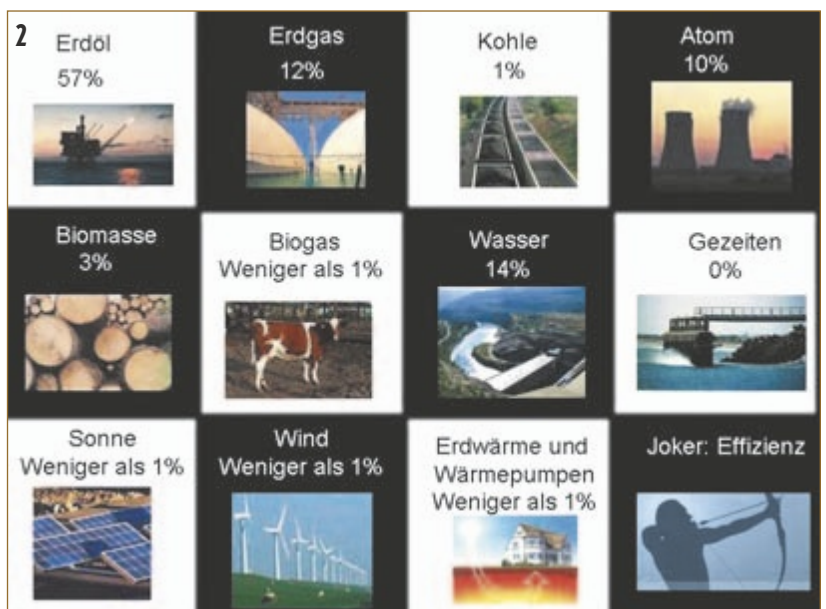 2
Erdöl
57%
Erdgas
12%
Kohle
1%
Atom
10%
Biomasse
3%
Biogas
Weniger als 1%
Wasser
14%
Gezeiten
0%
Sonne
Weniger als 1%
Wind
Weniger als 1%
Erdwärme und
Wärmepumpen
Weniger als 1%
Joker: Effizienz